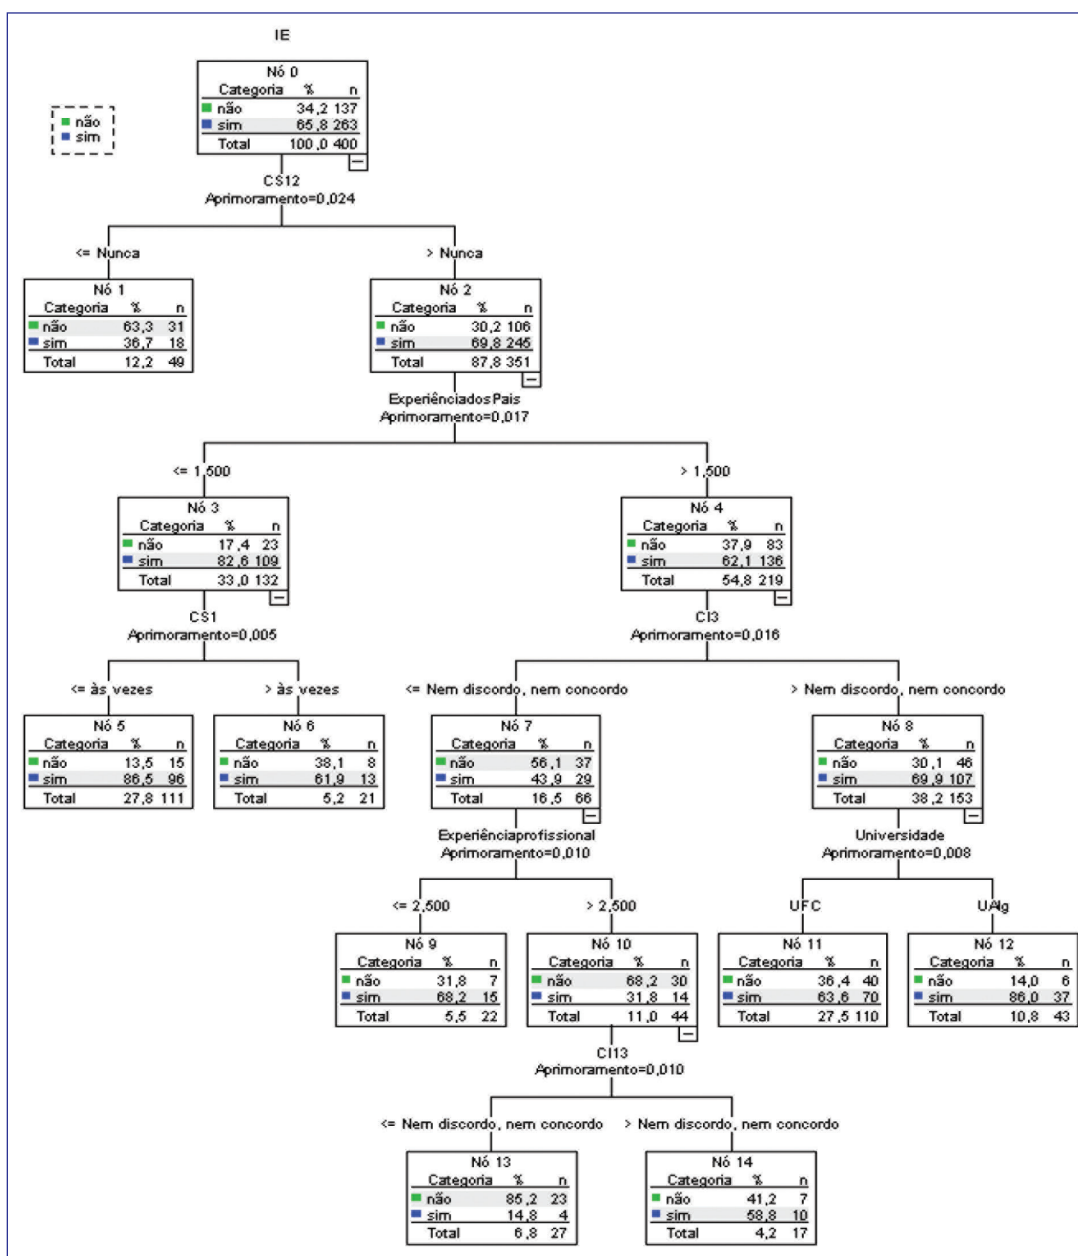 IE
não
sim
Nó 0
Categoria % n
não 34,2 137
sim 65,8 263
Total 100,0 400
CS12
Aprimoramento=0,024
<= Nunca
> Nunca
Nó 1
Categoria % n
não 63,3 31
sim 36,7 18
Total 12,2 49
Nó 2
Categoria % n
não 30,2 106
sim 69,8 245
Total 87,8 351
ExperiênciadosPais
Aprimoramento=0,017
<= 1,500
> 1,500
Nó 3
Categoria % n
não 17,4 23
sim 82,6 109
Total 33,0 132
CS1
Aprimoramento=0,005
Nó 4
Categoria % n
não 37,9 83
sim 62,1 136
Total 54,8 219
CI3
Aprimoramento=0,016
<= às vezes
> às vezes
<= Nem discordo, nem concordo
> Nem discordo, nem concordo
Nó 5
Categoria % n
não 13,5 15
sim 86,5 96
Total 27,8 111
Nó 6
Categoria % n
não 38,1 8
sim 61,9 13
Total 5,2 21
Nó 7
Categoria % n
não 56,1 37
sim 43,9 29
Total 16,5 66
Experiênciaprofissional
Aprimoramento=0,010
Nó 8
Categoria % n
não 30,1 46
sim 69,9 107
Total 38,2 153
Universidade
Aprimoramento=0,008
<= 2,500
> 2,500
UFC
UAlg
Nó 9
Categoria % n
não 31,8 7
sim 68,2 15
Total 5,5 22
Nó 10
Categoria % n
não 68,2 30
sim 31,8 14
Total 11,0 44
Nó 11
Categoria % n
não 36,4 40
sim 63,6 70
Total 27,5 110
Nó 12
Categoria % n
não 14,0 6
sim 86,0 37
Total 10,8 43
CI13
Aprimoramento=0,010
<= Nem discordo, nem concordo
> Nem discordo, nem concordo
Nó 13
Categoria % n
não 85,2 23
sim 14,8 4
Total 6,8 27
Nó 14
Categoria % n
não 41,2 7
sim 58,8 10
Total 4,2 17